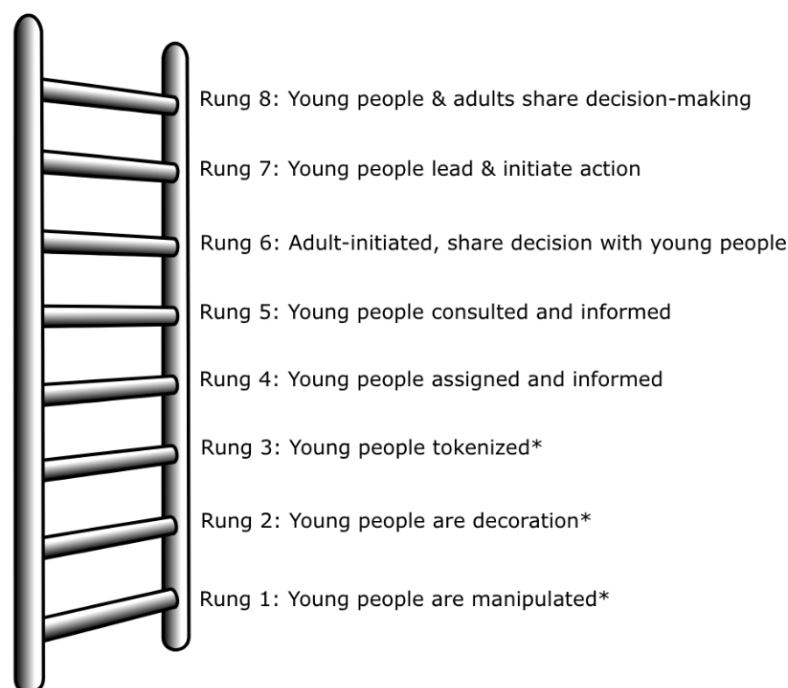 Rung 8: Young people & adults share decision-making
Rung 7: Young people lead & initiate action
Rung 6: Adult-initiated, share decision with young people
Rung 5: Young people consulted and informed
Rung 4: Young people assigned and informed
Rung 3: Young people tokenized*
Rung 2: Young people are decoration*
Rung 1: Young people are manipulated*